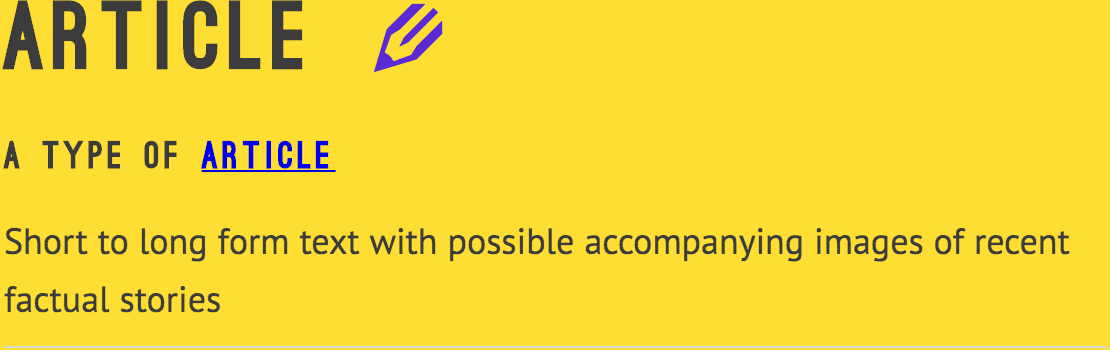 ARTICLE
A TYPE OF ARTICLE
Short to long form text with possible accompanying images of recent
factual stories